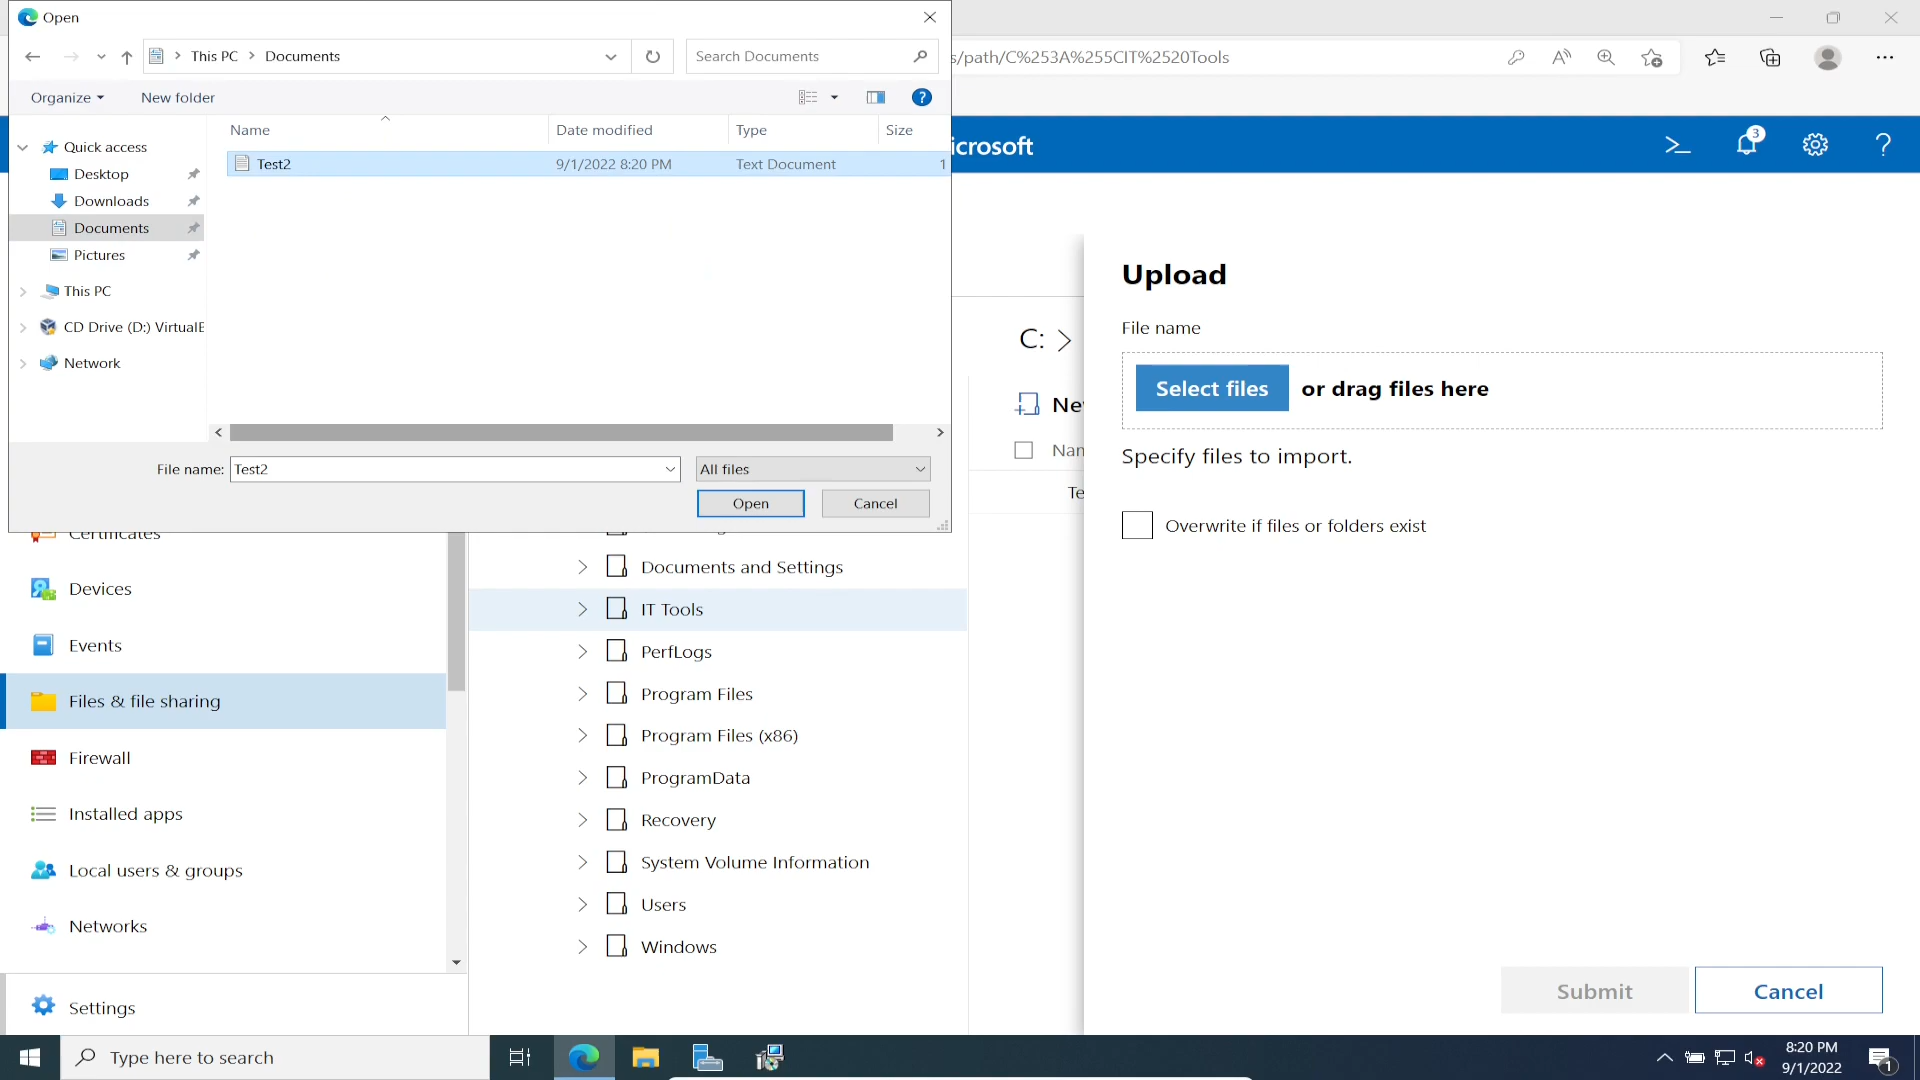 Open
This PC
Documents
Search Documents
s/path/C%253A%255CIT%2520Tools
Organize
New folder
?
icrosoft
3
?
Name
Date modified
Type
Size
Quick access
Test2
9/1/2022 8:20 PM
Text Document
1
Desktop
Downloads
Documents
Pictures
This PC
CD Drive (D:) Virtual
Network
Upload
File name
C:
Select files
or drag files here
Specify files to import.
Overwrite if files or folders exist
File name:
Test2
All files
Open
Cancel
Certificates
Devices
Events
Files & file sharing
Firewall
Installed apps
Local users & groups
Networks
Settings
Documents and Settings
IT Tools
PerfLogs
Program Files
Program Files (x86)
ProgramData
Recovery
System Volume Information
Users
Windows
Submit
Cancel
Type here to search
8:20 PM
9/1/2022
1